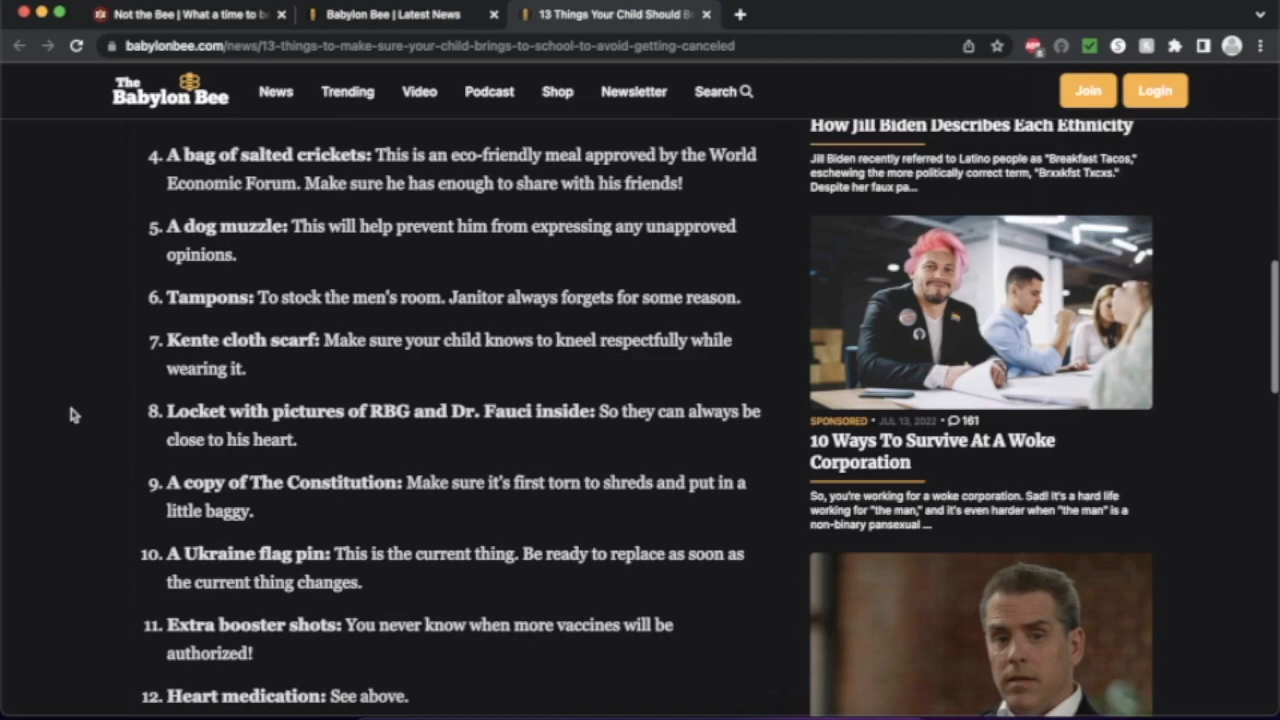 Not the Bee | What a time to b
Babylon Bee | Latest News
13 Things Your Child Should B
babylonbee.com/news/13-things-to-make-sure-your-child-brings-to-school-to-avoid-getting-canceled
The
Babylon Bee
News
Trending
Video
Podcast
Shop
Newsletter
Search
Join
Login
4. A bag of salted crickets: This is an eco-friendly meal approved by the World
Economic Forum. Make sure he has enough to share with his friends!
5. A dog muzzle: This will help prevent him from expressing any unapproved
opinions.
6. Tampons: To stock the men's room. Janitor always forgets for some reason.
7. Kente cloth scarf: Make sure your child knows to kneel respectfully while
wearing it.
8. Locket with pictures of RBG and Dr. Fauci inside: So they can always be
close to his heart.
9. A copy of The Constitution: Make sure it's first torn to shreds and put in a
little baggy.
10. A Ukraine flag pin: This is the current thing. Be ready to replace as soon as
the current thing changes.
11. Extra booster shots: You never know when more vaccines will be
authorized!
12. Heart medication: See above.
How Jill Biden Describes Each Ethnicity
Jill Biden recently referred to Latino people as "Breakfast Tacos,"
eschewing the more politically correct term, "Brxxkfst Txcxs."
Despite her faux pa...
SPONSORED • JUL 13, 2022 • 161
10 Ways To Survive At A Woke
Corporation
So, you're working for a woke corporation. Sad! It's a hard life
working for "the man," and it's even harder when "the man" is a
non-binary pansexual ...